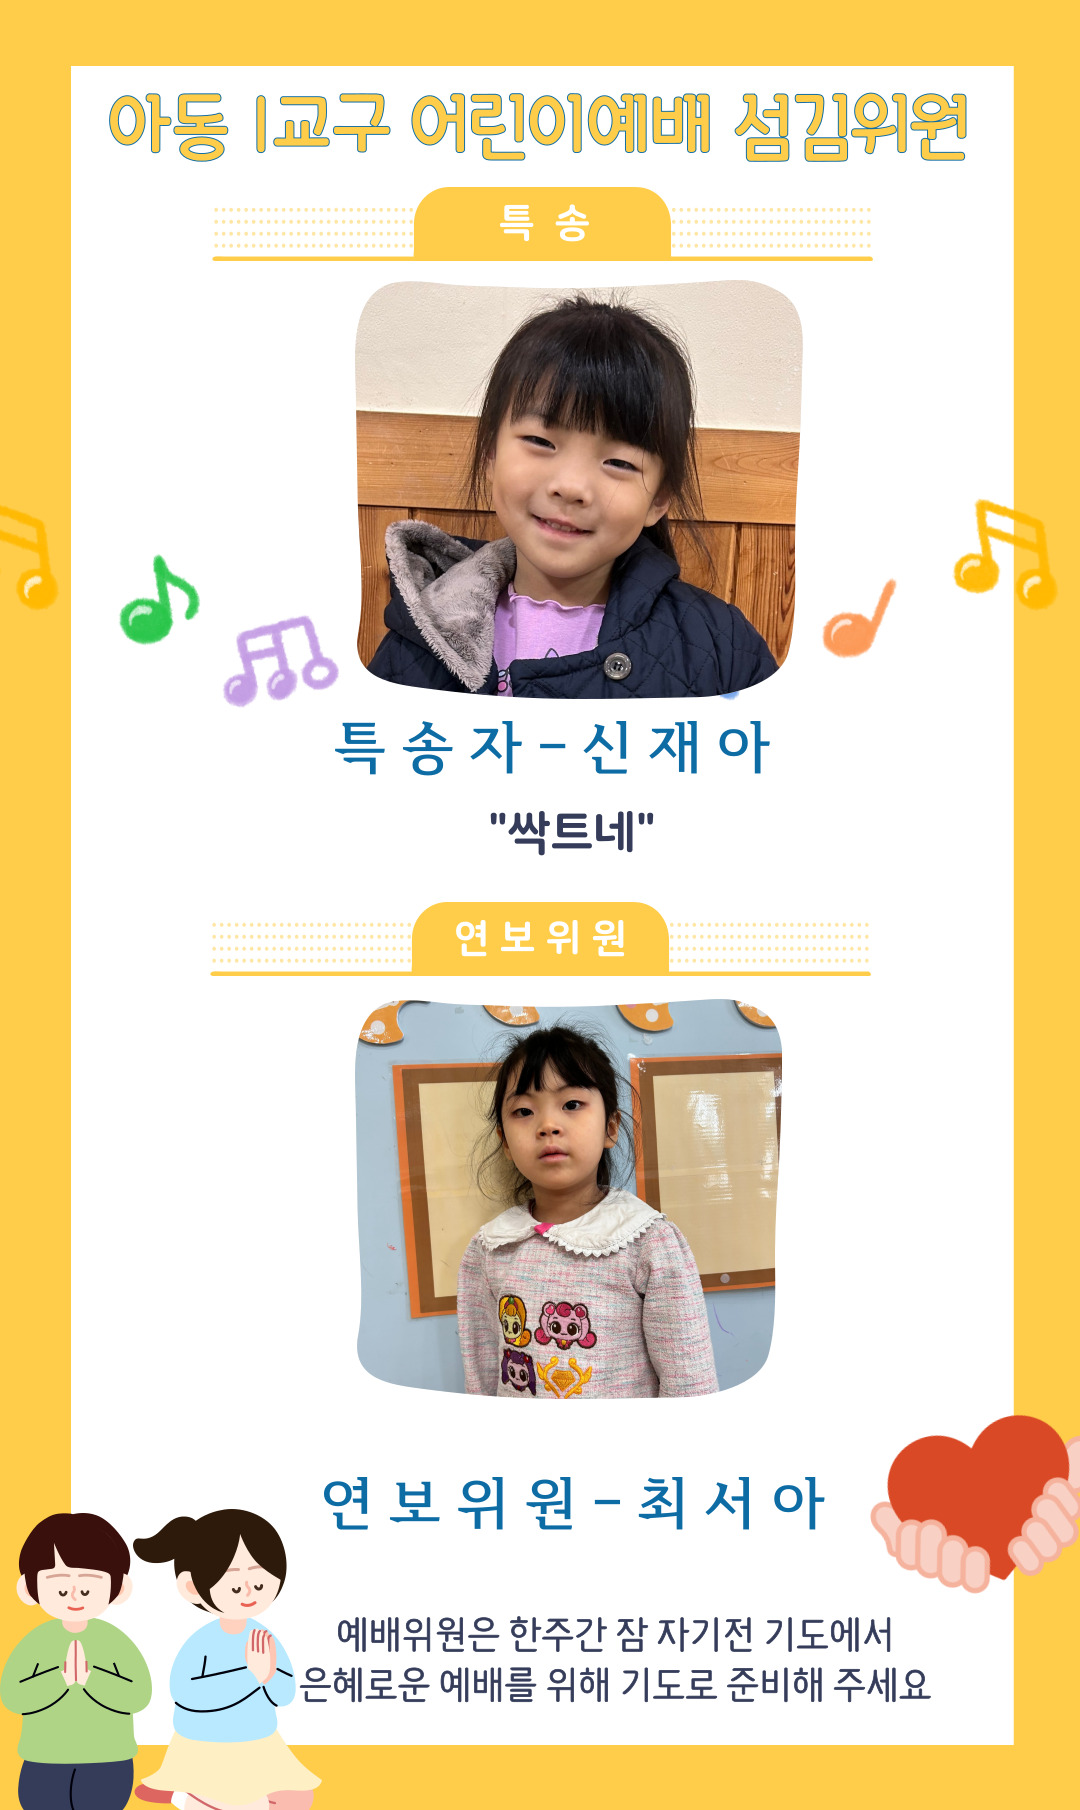 아동 1교구 어린이예배 섬김위원
특 송
특송자-신재아
"싹트네"
연보위원
연보위원-최서아
예배위원은 한주간 잠 자기전 기도에서
은혜로운 예배를 위해 기도로 준비해 주세요